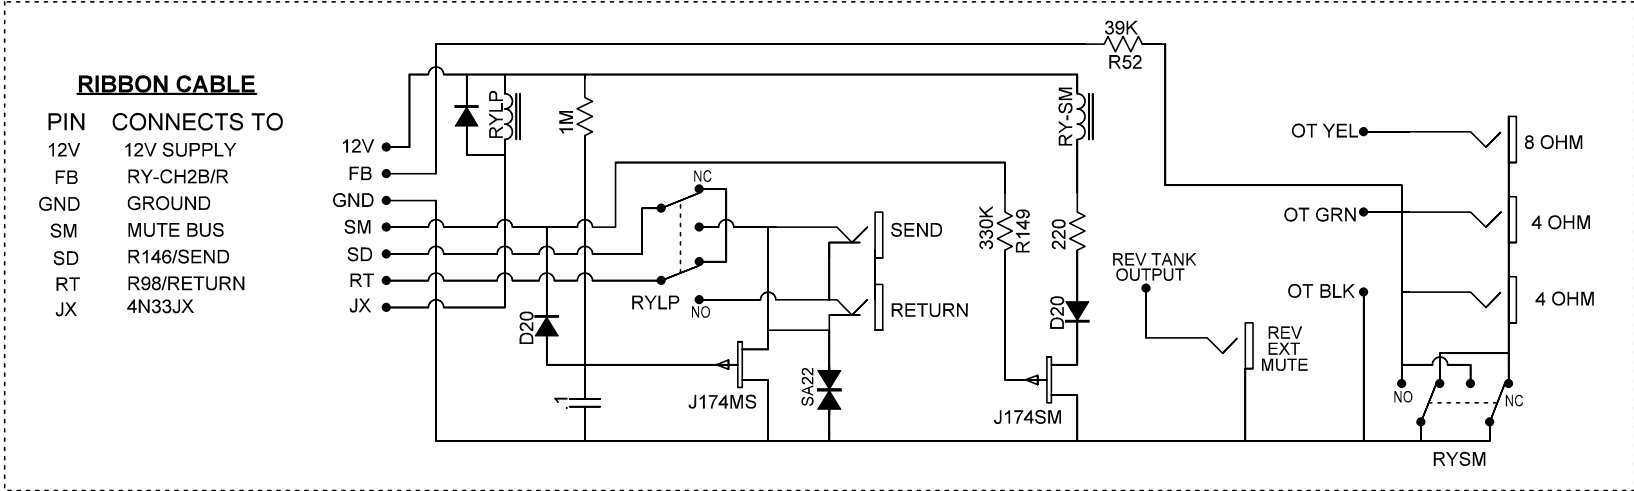 39K
R52
RIBBON CABLE
PIN CONNECTS TO
12V 12V SUPPLY
FB RY-CH2B/R
GND GROUND
SM MUTE BUS
SD R146/SEND
RT R98/RETURN
JX 4N33JX
12V
FB
GND
SM
SD
RT
JX
RYLP
1M
RY-SM
NC
RYLP
NO
SEND
RETURN
330K
R149
220
D20
D20
J174MS
SA22
.1
J174SM
REV TANK
OUTPUT
REV
EXT
MUTE
OT YEL
8 OHM
OT GRN
4 OHM
OT BLK
4 OHM
NO
NC
RYSM